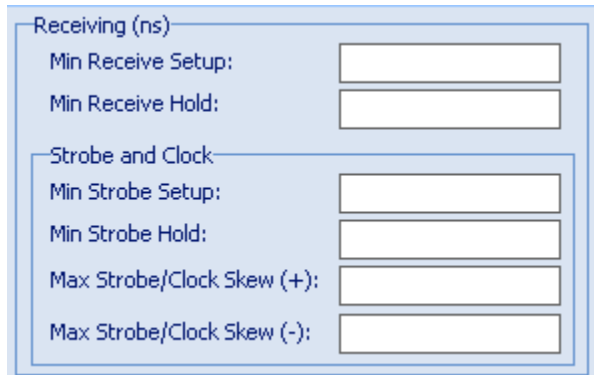 Receiving (ns)
Min Receive Setup:
Min Receive Hold:
Strobe and Clock
Min Strobe Setup:
Min Strobe Hold:
Max Strobe/Clock Skew (+):
Max Strobe/Clock Skew (-):